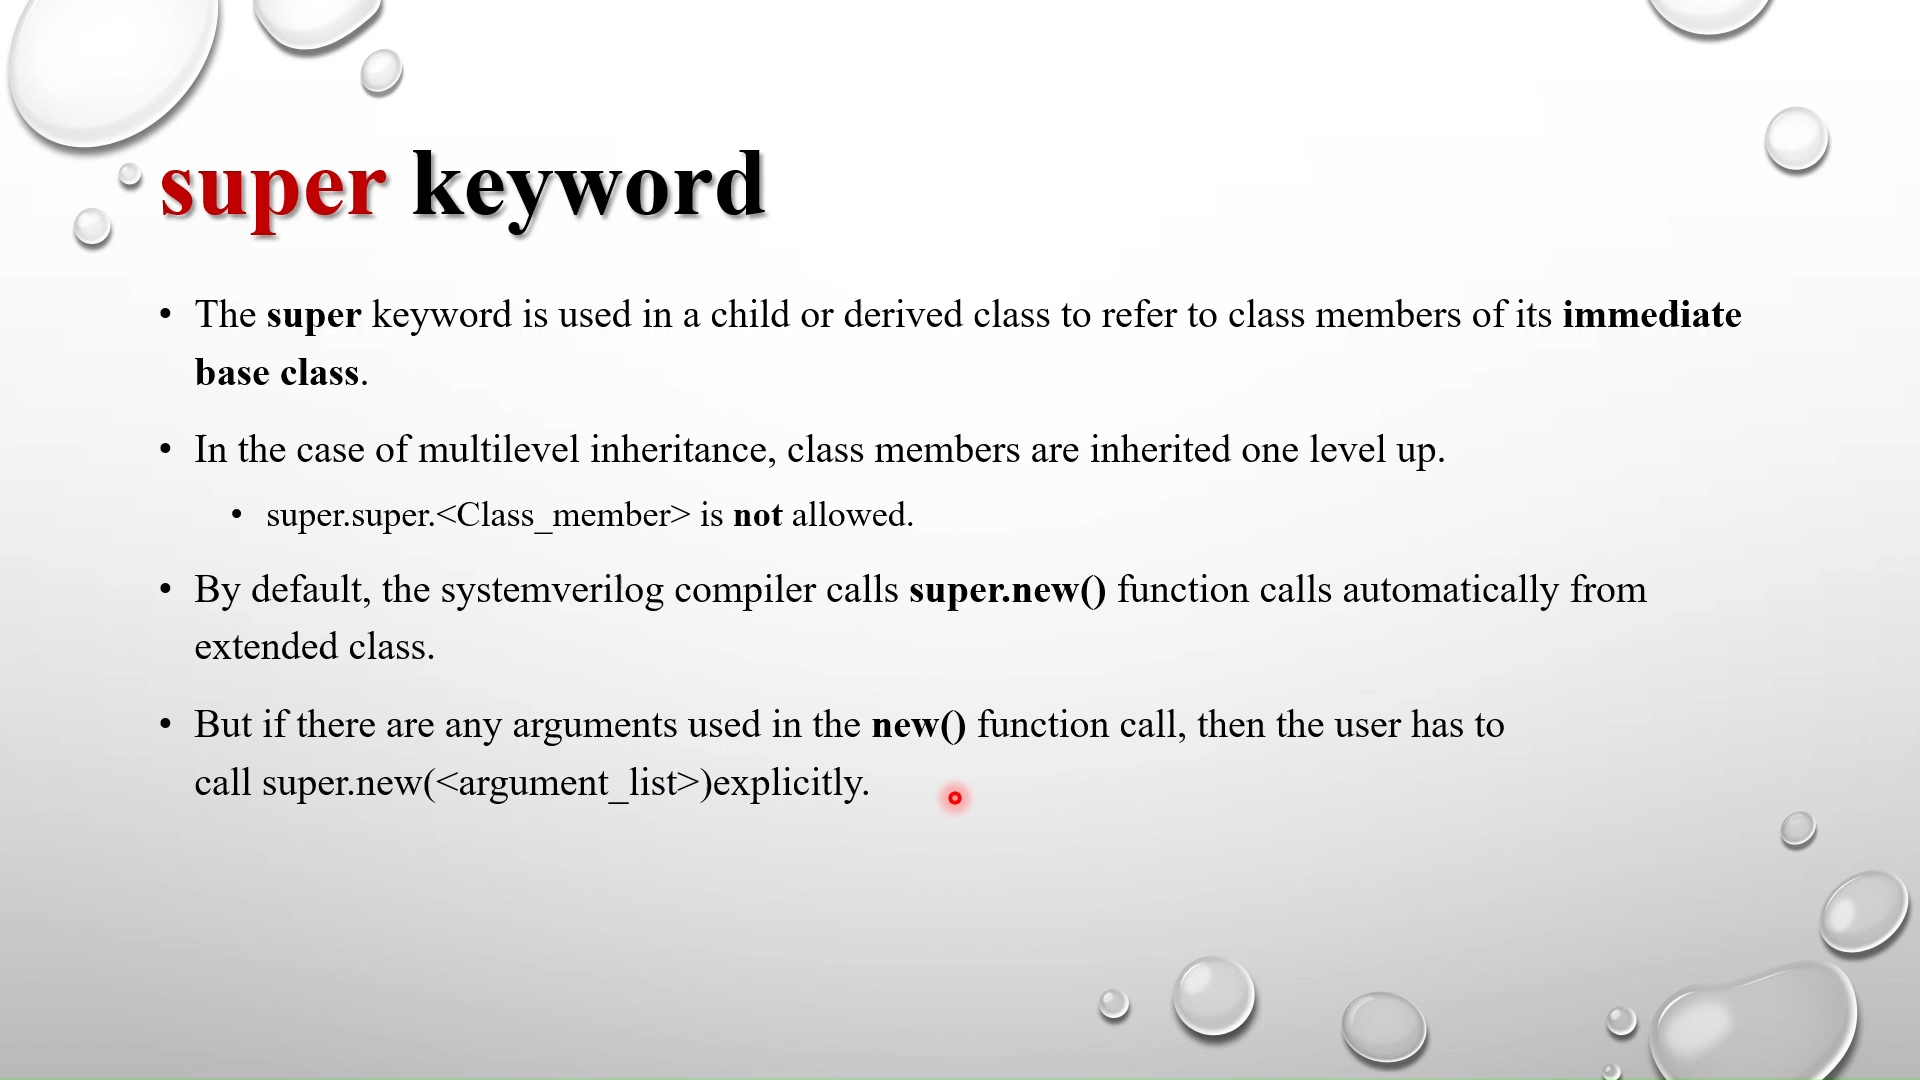 super keyword
• The super keyword is used in a child or derived class to refer to class members of its immediate
base class.
• In the case of multilevel inheritance, class members are inherited one level up.
• super.super.<Class_member> is not allowed.
• By default, the systemverilog compiler calls super.new() function calls automatically from
extended class.
• But if there are any arguments used in the new() function call, then the user has to
call super.new(<argument_list>)explicitly.